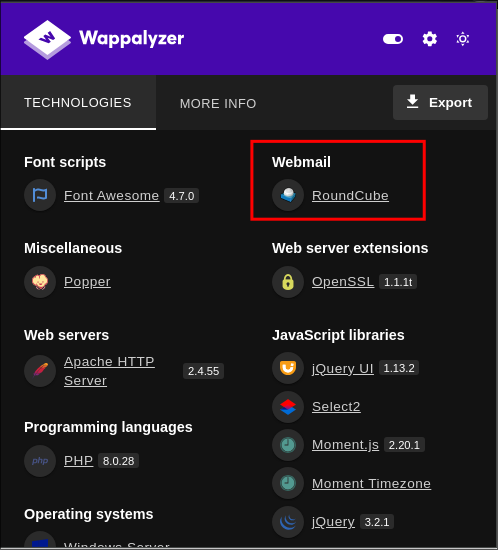 Wappalyzer
TECHNOLOGIES
MORE INFO
Export
Font scripts
Font Awesome 4.7.0
Miscellaneous
Popper
Web servers
Apache HTTP
Server 2.4.55
Programming languages
php
PHP 8.0.28
Operating systems
Windows Server
Webmail
RoundCube
Web server extensions
OpenSSL 1.1.1t
JavaScript libraries
jQuery UI 1.13.2
Select2
Moment.js 2.20.1
Moment Timezone
jQuery 3.2.1